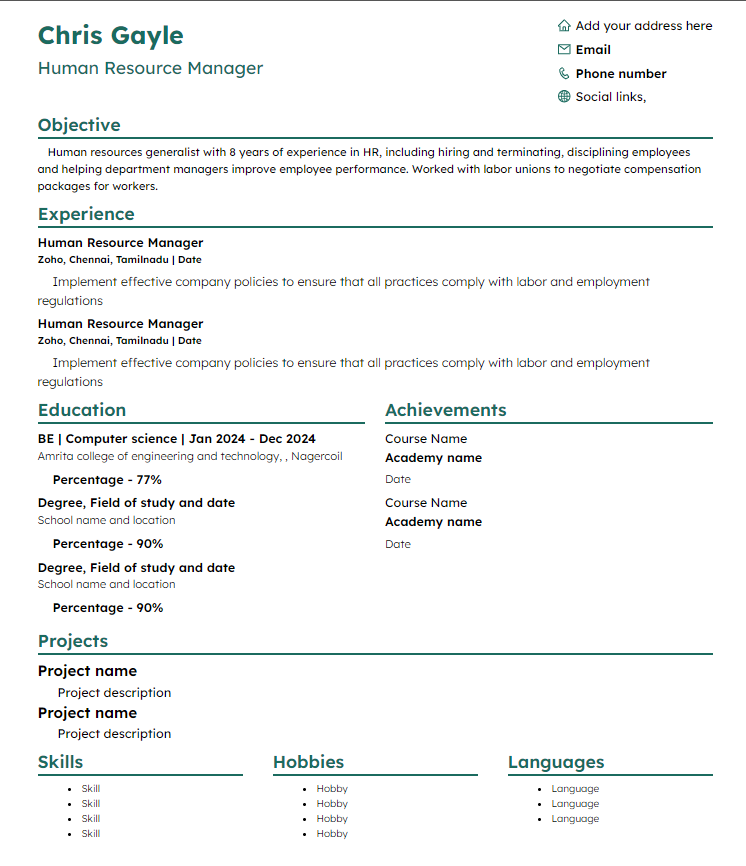 Chris Gayle
Human Resource Manager
Add your address here
Email
Phone number
Social links,
Objective
Human resources generalist with 8 years of experience in HR, including hiring and terminating, disciplining employees
and helping department managers improve employee performance. Worked with labor unions to negotiate compensation
packages for workers.
Experience
Human Resource Manager
Zoho, Chennai, Tamilnadu | Date
Implement effective company policies to ensure that all practices comply with labor and employment
regulations
Human Resource Manager
Zoho, Chennai, Tamilnadu | Date
Implement effective company policies to ensure that all practices comply with labor and employment
regulations
Education
BE | Computer science | Jan 2024 - Dec 2024
Amrita college of engineering and technology, , Nagercoil
Percentage - 77%
Degree, Field of study and date
School name and location
Percentage - 90%
Degree, Field of study and date
School name and location
Percentage - 90%
Achievements
Course Name
Academy name
Date
Course Name
Academy name
Date
Projects
Project name
Project description
Project name
Project description
Skills
• Skill
• Skill
• Skill
• Skill
Hobbies
• Hobby
• Hobby
• Hobby
• Hobby
Languages
• Language
• Language
• Language